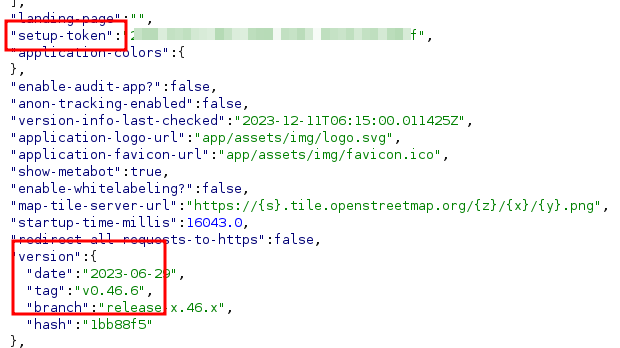 ],
"landing-page":"",
"setup-token":"2 f",
"application-colors":{
},
"enable-audit-app?":false,
"anon-tracking-enabled":false,
"version-info-last-checked":"2023-12-11T06:15:00.011425Z",
"application-logo-url":"app/assets/img/logo.svg",
"application-favicon-url":"app/assets/img/favicon.ico",
"show-metabot":true,
"enable-whitelabeling?":false,
"map-tile-server-url":"https://{s}.tile.openstreetmap.org/{z}/{x}/{y}.png",
"startup-time-millis":16043.0,
"redirect-all-requests-to-https":false,
"version":{
"date":"2023-06-29",
"tag":"v0.46.6",
"branch":"release-x.46.x",
"hash":"1bb88f5"
},